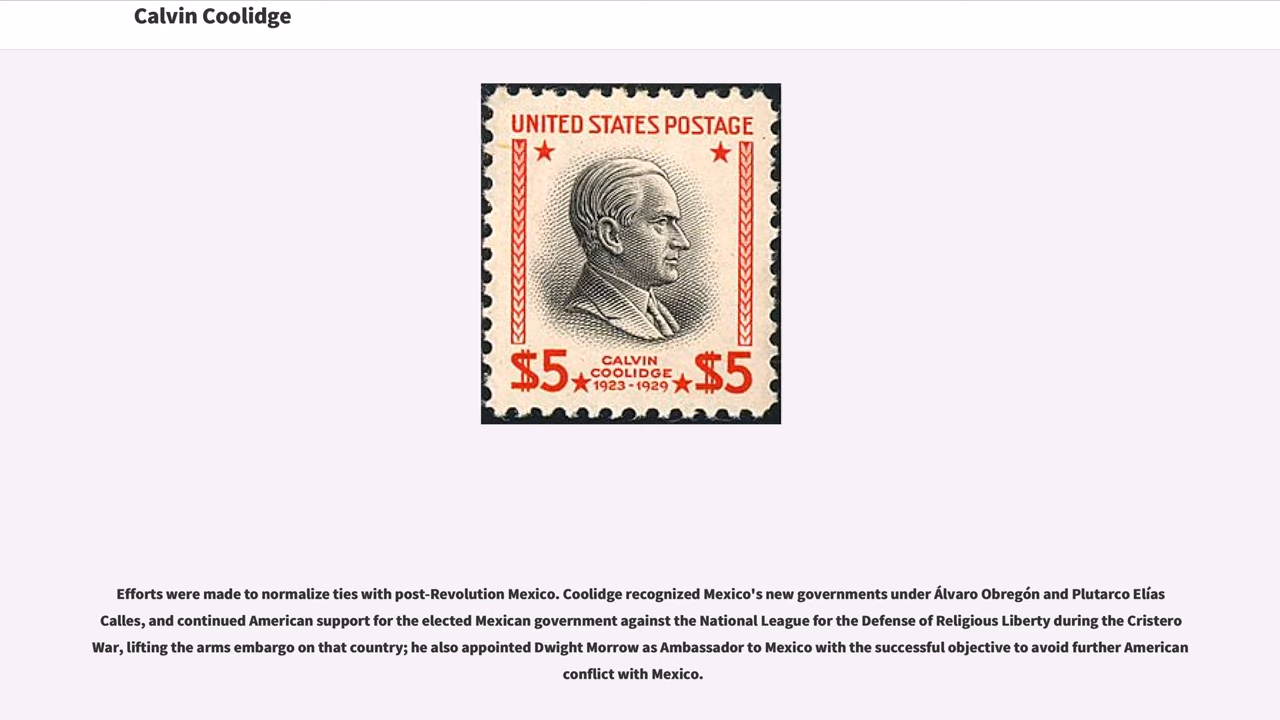 Calvin Coolidge
UNITED STATES POSTAGE
$5 CALVIN COOLIDGE 1923-1929 $5
Efforts were made to normalize ties with post-Revolution Mexico. Coolidge recognized Mexico's new governments under Álvaro Obregón and Plutarco Elías
Calles, and continued American support for the elected Mexican government against the National League for the Defense of Religious Liberty during the Cristero
War, lifting the arms embargo on that country; he also appointed Dwight Morrow as Ambassador to Mexico with the successful objective to avoid further American
conflict with Mexico.